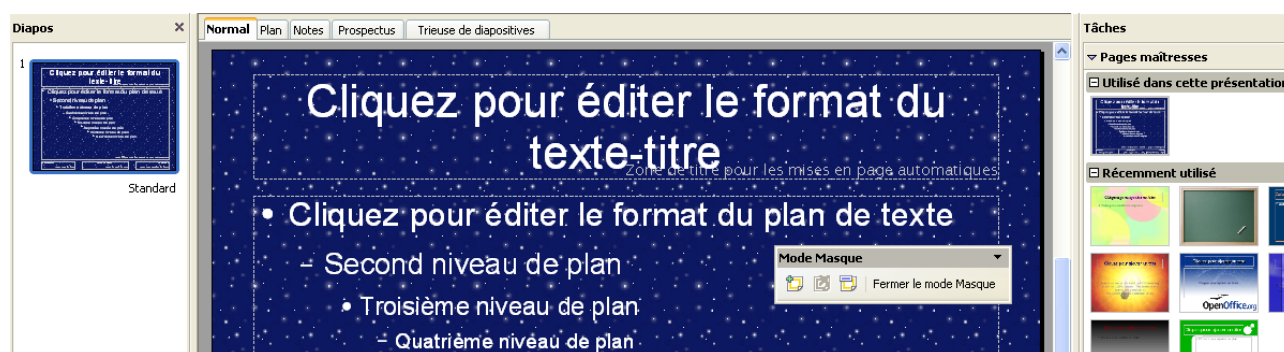 Diapos
1
Cliquez pour éditer le format du
texte-titre
Standard
Normal Plan Notes Prospectus Trieuse de diapositives
Cliquez pour éditer le format du
texte-titre
Zone de titre pour les mises en page automatiques
• Cliquez pour éditer le format du plan de texte
– Second niveau de plan
• Troisième niveau de plan
– Quatrième niveau de plan
Mode Masque
Fermer le mode Masque
Tâches
Pages maîtresses
Utilisé dans cette présentation
Récemment utilisé
OpenOffice.org